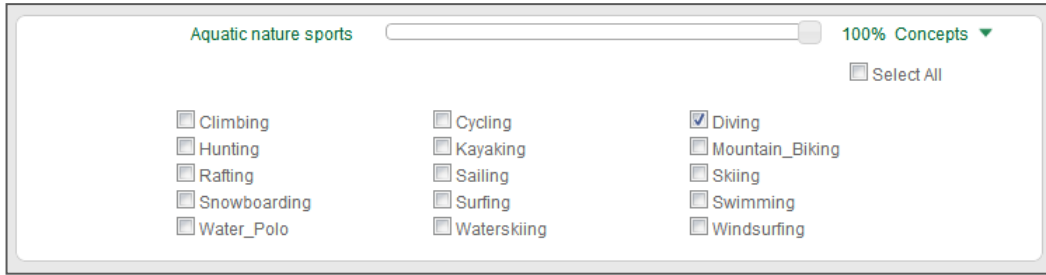 Aquatic nature sports 100% Concepts
Select All
Climbing Cycling Diving
Hunting Kayaking Mountain_Biking
Rafting Sailing Skiing
Snowboarding Surfing Swimming
Water_Polo Waterskiing Windsurfing